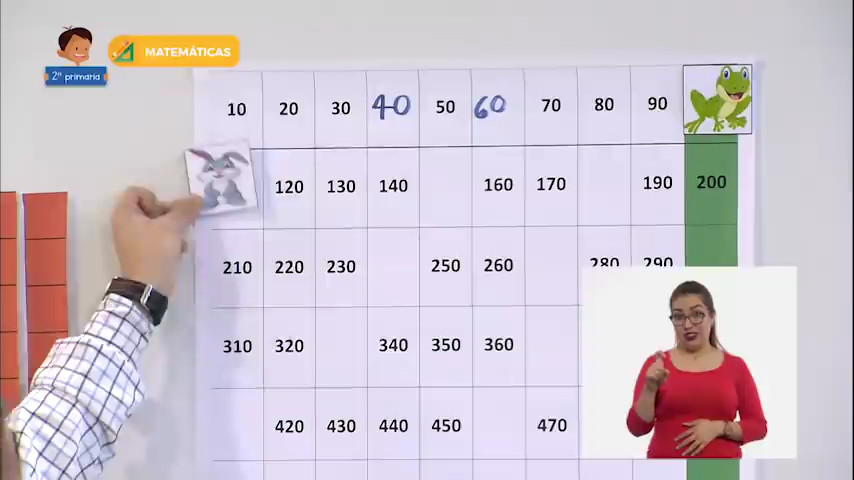 MATEMÁTICAS
2º primaria
10 20 30 40 50 60 70 80 90
120 130 140 160 170 190 200
210 220 230 250 260 280 290
310 320 340 350 360
420 430 440 450 470